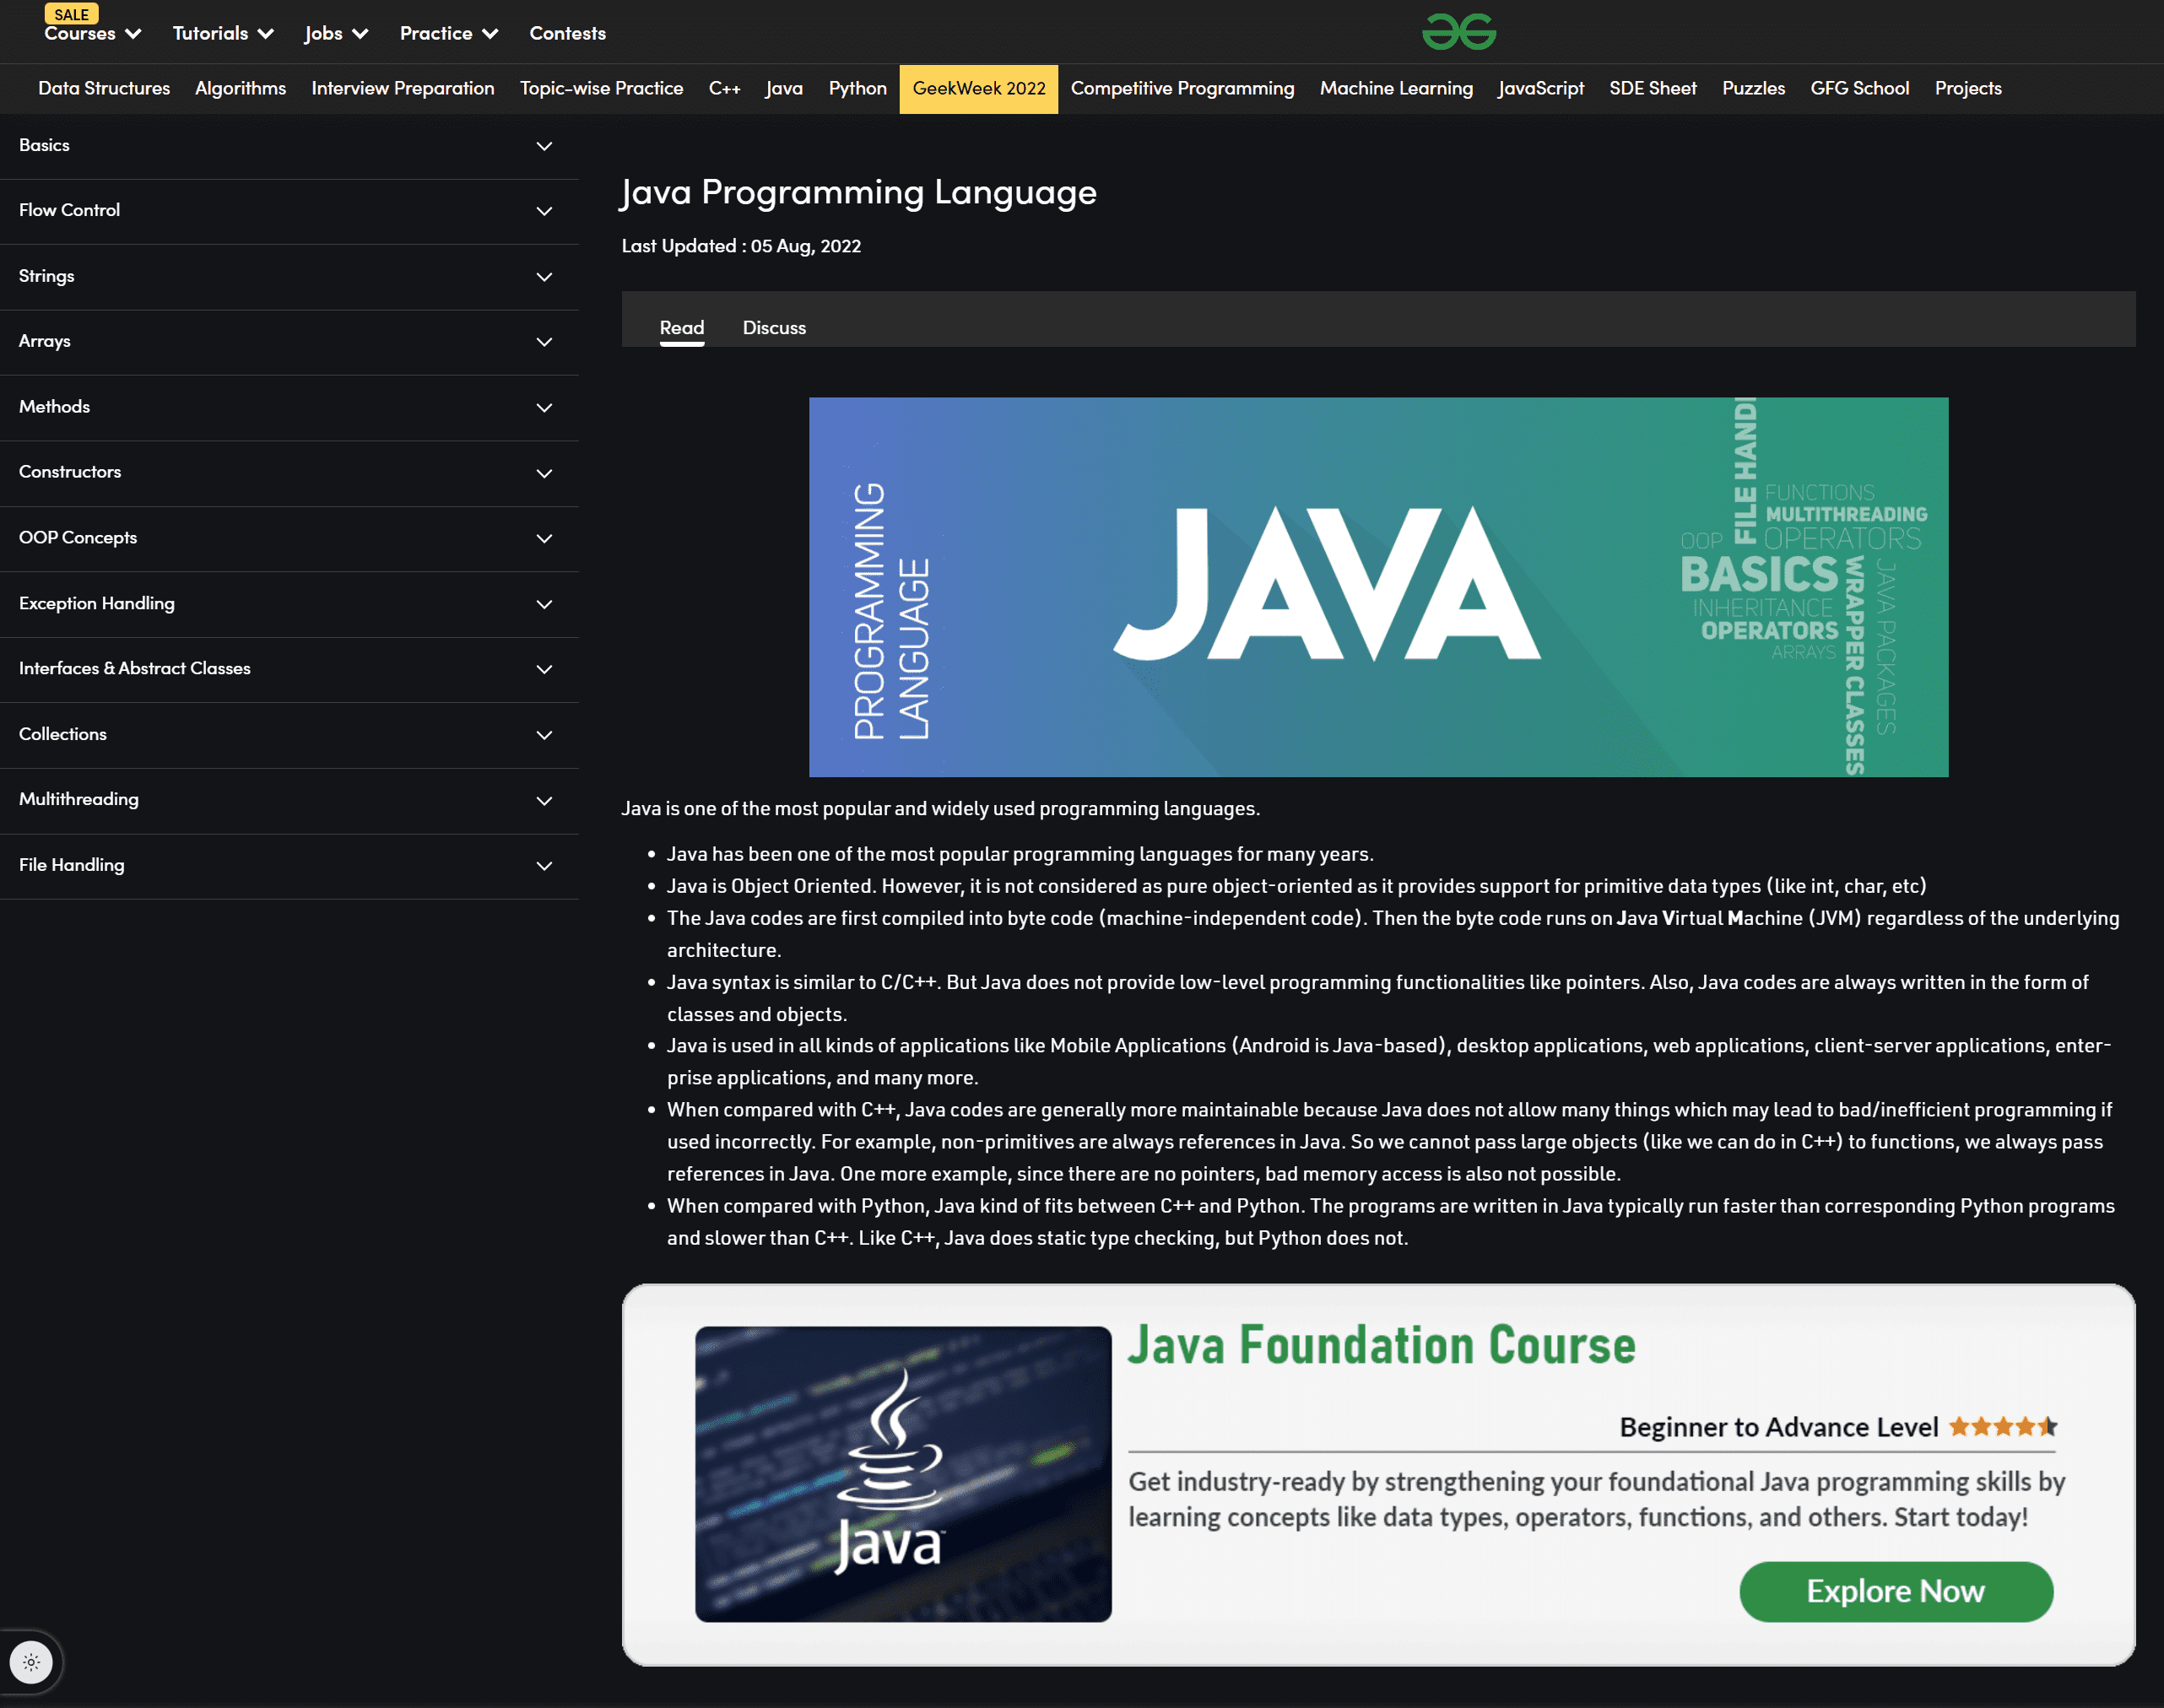 SALE
Courses Tutorials Jobs Practice Contests
Data Structures Algorithms Interview Preparation Topic-wise Practice C++ Java Python GeekWeek 2022 Competitive Programming Machine Learning JavaScript SDE Sheet Puzzles GFG School Projects
Basics
Flow Control
Strings
Arrays
Methods
Constructors
OOP Concepts
Exception Handling
Interfaces & Abstract Classes
Collections
Multithreading
File Handling
Java Programming Language
Last Updated : 05 Aug, 2022
Read Discuss
PROGRAMMING
LANGUAGE
JAVA
FILE HANDI
FUNCTIONS
MULTITHREADING
OOP
OPERATORS
BASICS
INHERITANCE
OPERATORS
ARRAYS
WRAPPER CLASSES
JAVA PACKAGES
Java is one of the most popular and widely used programming languages.
• Java has been one of the most popular programming languages for many years.
• Java is Object Oriented. However, it is not considered as pure object-oriented as it provides support for primitive data types (like int, char, etc)
• The Java codes are first compiled into byte code (machine-independent code). Then the byte code runs on Java Virtual Machine (JVM) regardless of the underlying
architecture.
• Java syntax is similar to C/C++. But Java does not provide low-level programming functionalities like pointers. Also, Java codes are always written in the form of
classes and objects.
• Java is used in all kinds of applications like Mobile Applications (Android is Java-based), desktop applications, web applications, client-server applications, enter-
prise applications, and many more.
• When compared with C++, Java codes are generally more maintainable because Java does not allow many things which may lead to bad/inefficient programming if
used incorrectly. For example, non-primitives are always references in Java. So we cannot pass large objects (like we can do in C++) to functions, we always pass
references in Java. One more example, since there are no pointers, bad memory access is also not possible.
• When compared with Python, Java kind of fits between C++ and Python. The programs are written in Java typically run faster than corresponding Python programs
and slower than C++. Like C++, Java does static type checking, but Python does not.
Java™
Java Foundation Course
Beginner to Advance Level
Get industry-ready by strengthening your foundational Java programming skills by
learning concepts like data types, operators, functions, and others. Start today!
Explore Now